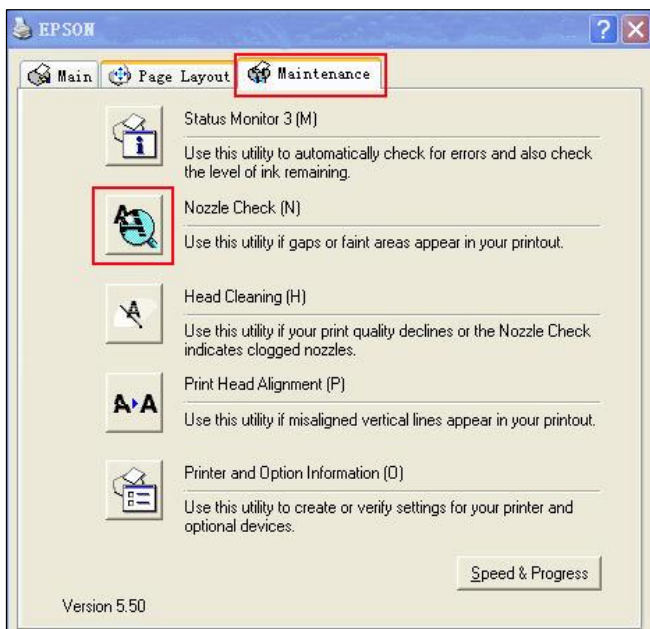 EPSON
Main Page Layout Maintenance
Status Monitor 3 (M)
Use this utility to automatically check for errors and also check
the level of ink remaining.
Nozzle Check (N)
Use this utility if gaps or faint areas appear in your printout.
Head Cleaning (H)
Use this utility if your print quality declines or the Nozzle Check
indicates clogged nozzles.
Print Head Alignment (P)
Use this utility if misaligned vertical lines appear in your printout.
Printer and Option Information (O)
Use this utility to create or verify settings for your printer and
optional devices.
Speed & Progress
Version 5.50